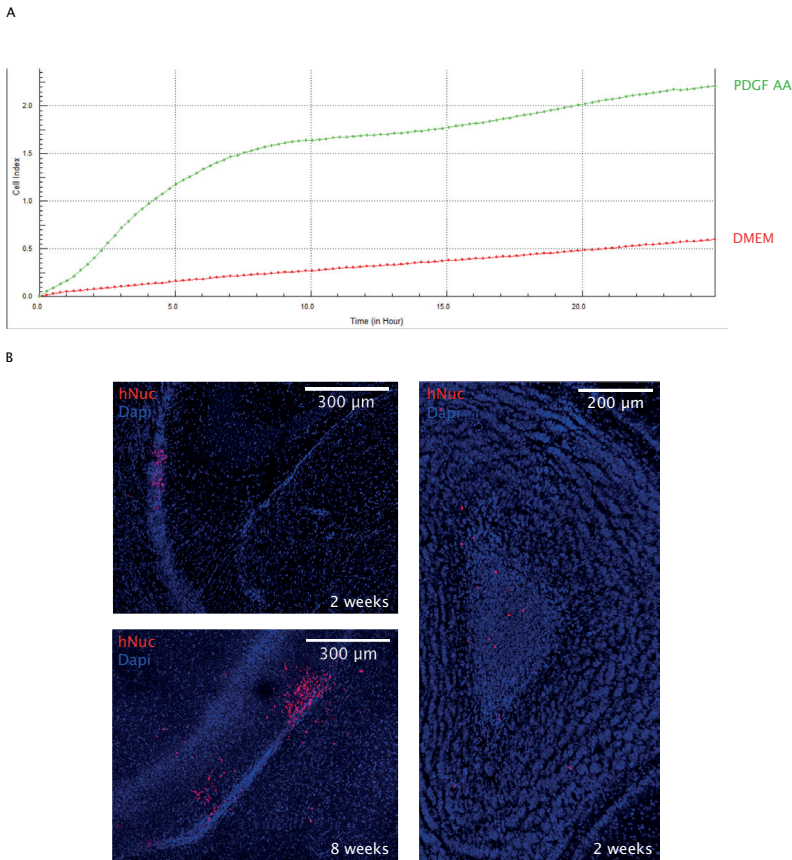 A
PDGF AA
DMEM
Cell Index
2.0
1.5
1.0
0.5
0.0
0.0
5.0
10.0
15.0
20.0
Time (in Hour)
B
hNuc
Dapi
300 µm
2 weeks
hNuc
Dapi
200 µm
2 weeks
hNuc
Dapi
300 µm
8 weeks